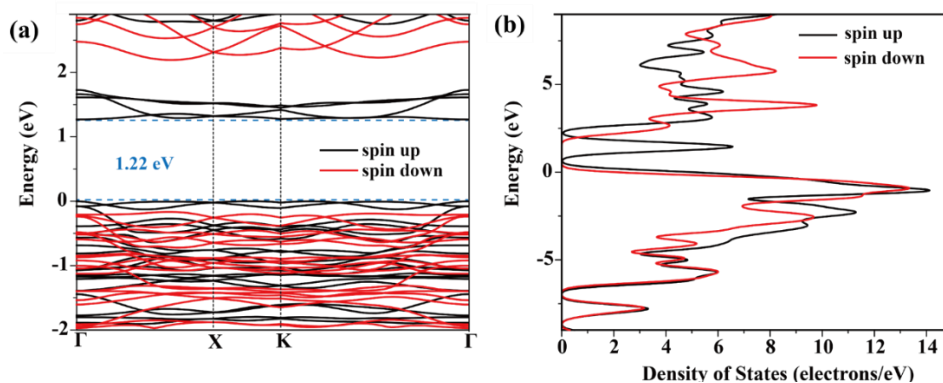 (a)
Energy (eV)
2
1
0
-1
-2
1.22 eV
spin up
spin down
Γ
X
K
Γ
(b)
Energy (eV)
5
0
-5
spin up
spin down
0
2
4
6
8
10
12
14
Density of States (electrons/eV)